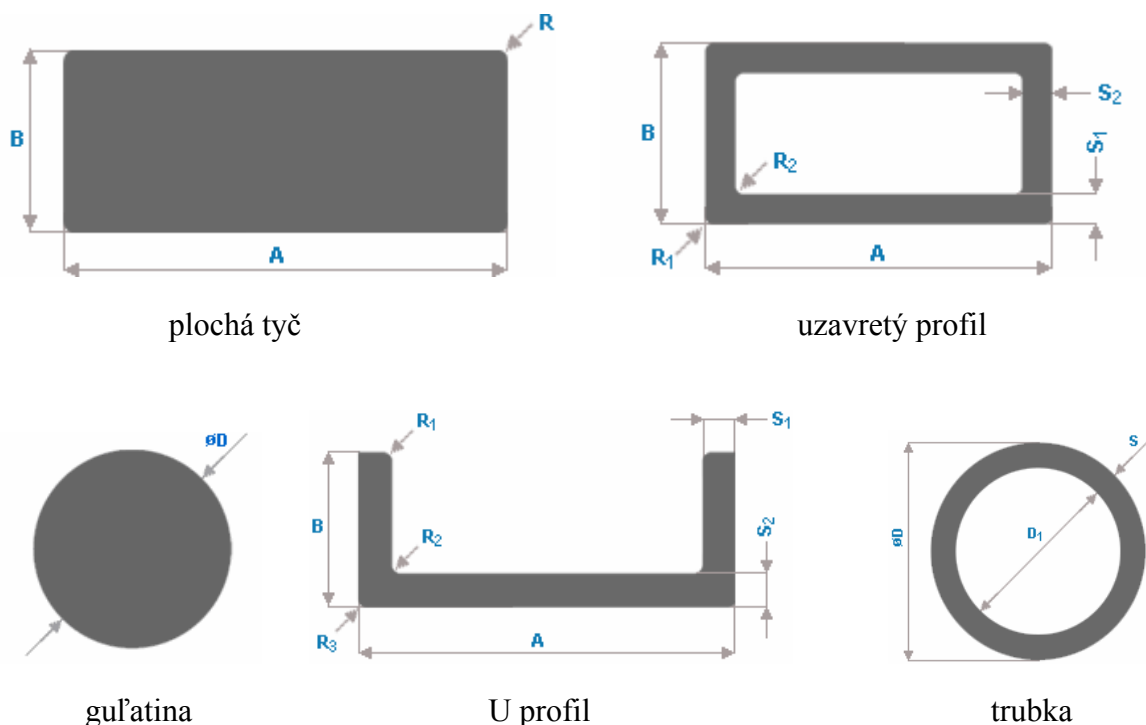 R
B
A
plochá tyč
B
S₂
S₁
R₂
R₁
A
uzavretý profil
øD
guľatina
R₁
S₁
B
R₂
S₂
R₃
A
U profil
S
øD
D₁
trubka